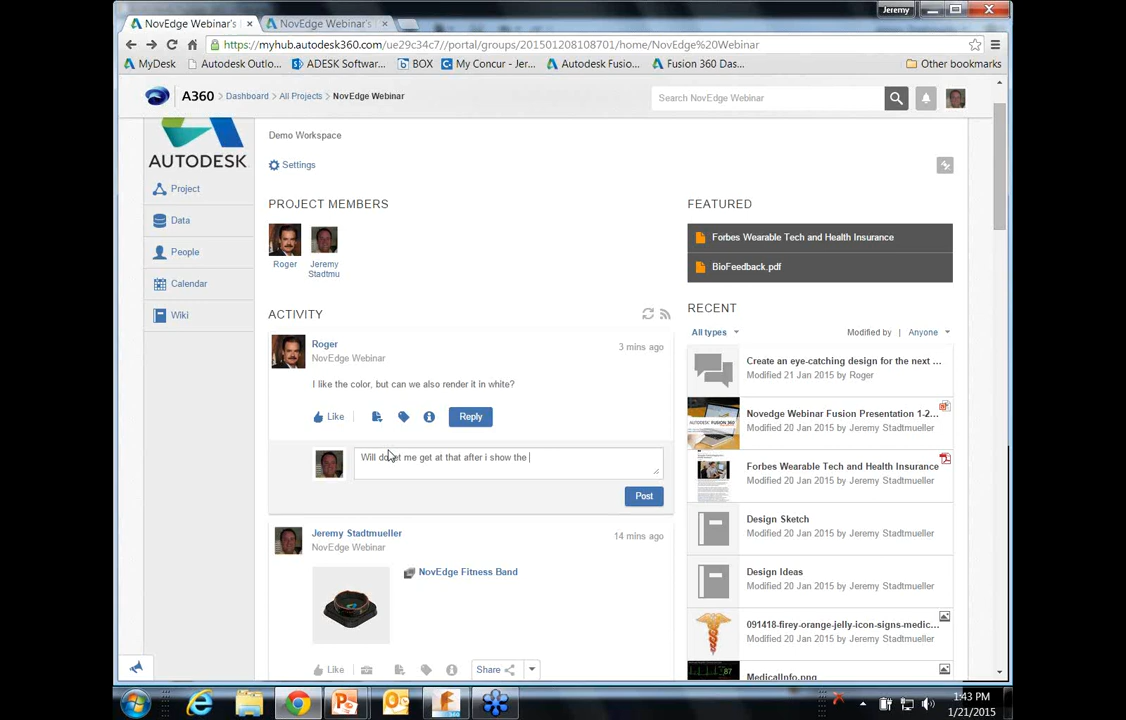 Jeremy
NovEdge Webinar's
NovEdge Webinar's
https://myhub.autodesk360.com/ue29c34c7//portal/groups/201501208108701/home/NovEdge%20Webinar
MyDesk Autodesk Outlo... ADESK Softwar... BOX My Concur - Jer... Autodesk Fusio... Fusion 360 Das... Other bookmarks
A360 Dashboard > All Projects > NovEdge Webinar
Search NovEdge Webinar
AUTODESK
Project
Data
People
Calendar
Wiki
Demo Workspace
Settings
PROJECT MEMBERS
Roger
Jeremy
Stadtmu
ACTIVITY
Roger
3 mins ago
NovEdge Webinar
I like the color, but can we also render it in white?
Like
Reply
Will do me get at that after i show the
Post
Jeremy Stadtmueller
14 mins ago
NovEdge Webinar
NovEdge Fitness Band
Like
Share
FEATURED
Forbes Wearable Tech and Health Insurance
BioFeedback.pdf
RECENT
All types
Modified by | Anyone
Create an eye-catching design for the next ...
Modified 21 Jan 2015 by Roger
Novedge Webinar Fusion Presentation 1-2...
Modified 20 Jan 2015 by Jeremy Stadtmueller
Forbes Wearable Tech and Health Insurance
Modified 20 Jan 2015 by Jeremy Stadtmueller
Design Sketch
Modified 20 Jan 2015 by Jeremy Stadtmueller
Design Ideas
Modified 20 Jan 2015 by Jeremy Stadtmueller
091418-firey-orange-jelly-icon-signs-medic...
Modified 20 Jan 2015 by Jeremy Stadtmueller
MedicalInfo.png
1:43 PM
1/21/2015